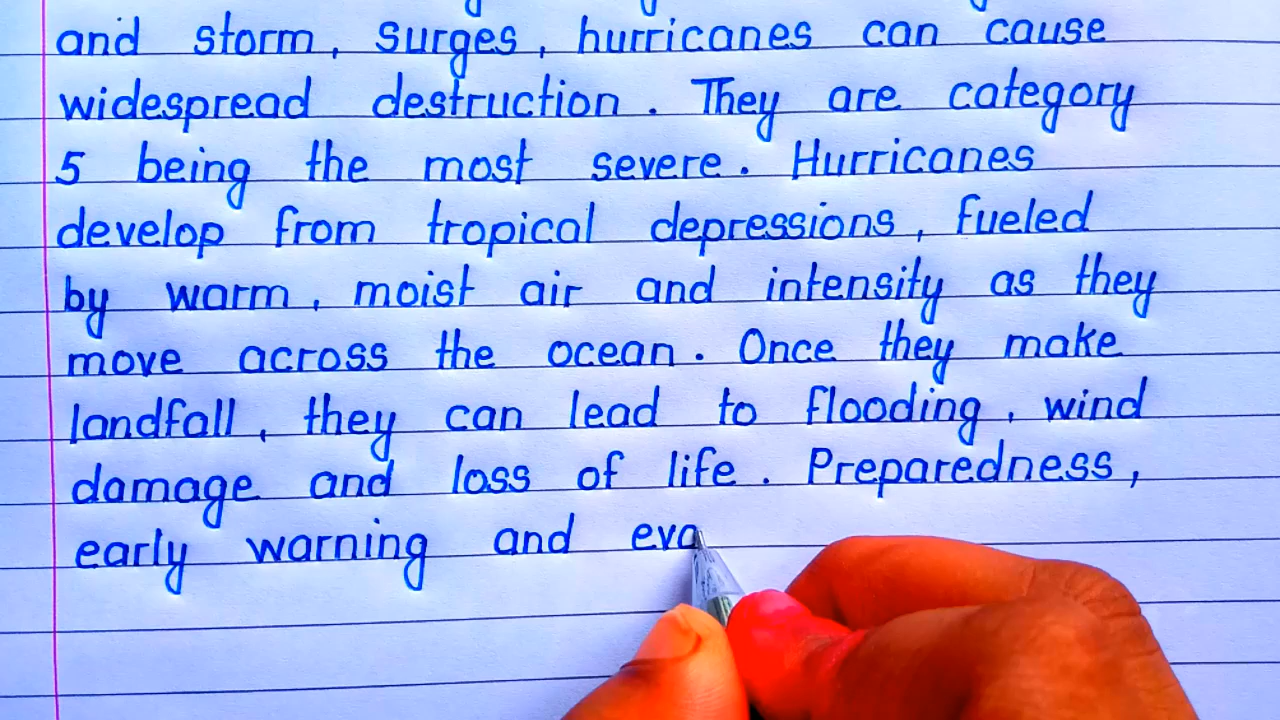 and storm, surges, hurricanes can cause
widespread destruction. They are category
5 being the most severe. Hurricanes
develop from tropical depressions, fueled
by warm, moist air and intensity as they
move across the ocean. Once they make
landfall, they can lead to flooding, wind
damage and loss of life. Preparedness,
early warning and eva